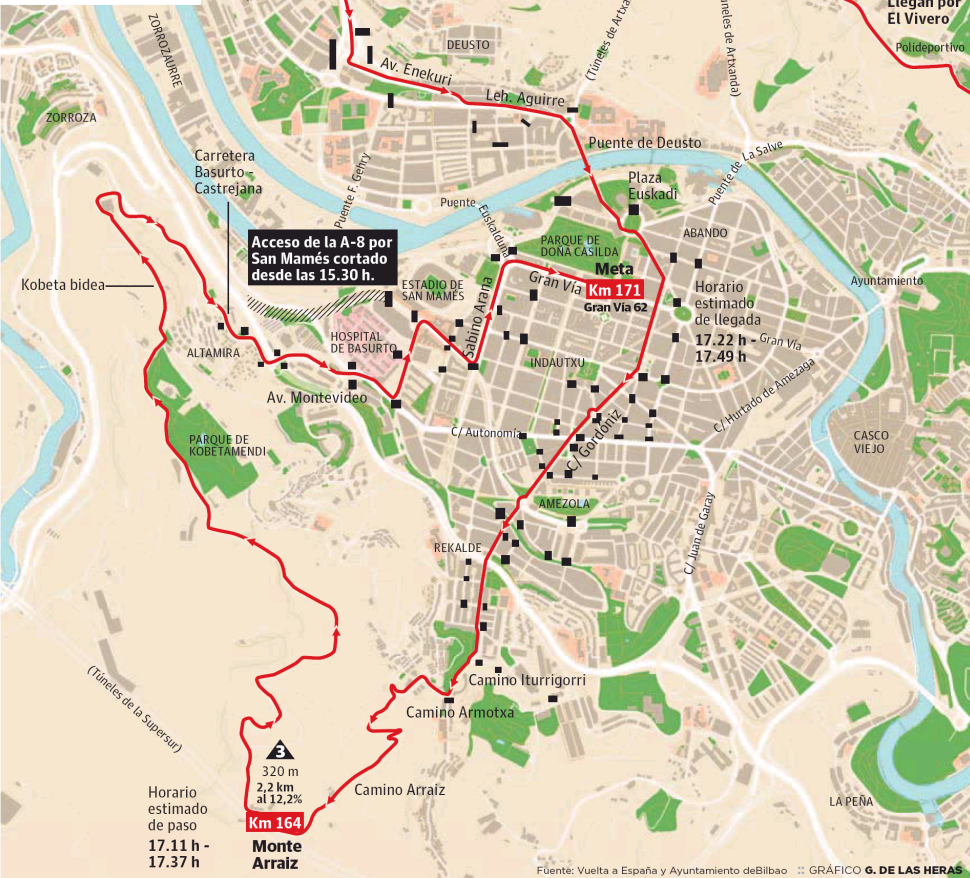 Llegan por
El Vivero
Polideportivo
ZORROZAURRE
DEUSTO
Av. Enekuri
Leh. Aguirre
(Túneles de Artxa
úneles de Artxanda)
ZORROZA
Carretera
Basurto -
Castrejana
Puente F. Gehry
Puente de Deusto
Puente de La Salve
Plaza
Euskadi
Puente
Euskalduna
ABANDO
PARQUE DE
DOÑA CASILDA
Acceso de la A-8 por
San Mamés cortado
desde las 15.30 h.
Meta
Km 171
Gran Vía 62
Gran Vía
Ayuntamiento
Kobeta bidea
ESTADIO DE
SAN MAMÉS
Sabino Arana
Horario
estimado
de llegada
17.22 h -
17.49 h
Gran Vía
HOSPITAL
DE BASURTO
ALTAMIRA
INDAUTXU
Av. Montevideo
C/ Hurtado de Amezaga
C/ Autonomía
C/ Gordóniz
PARQUE DE
KOBETAMENDI
CASCO
VIEJO
AMEZOLA
C/ Juan de Garay
REKALDE
(Túneles de la Supersur)
Camino Iturrigorri
Camino Armotxa
3
320 m
2,2 km
al 12,2%
Camino Arraiz
Horario
estimado
de paso
17.11 h -
17.37 h
Km 164
Monte
Arraiz
LA PEÑA
Fuente: Vuelta a España y Ayuntamiento deBilbao :: GRÁFICO G. DE LAS HERAS